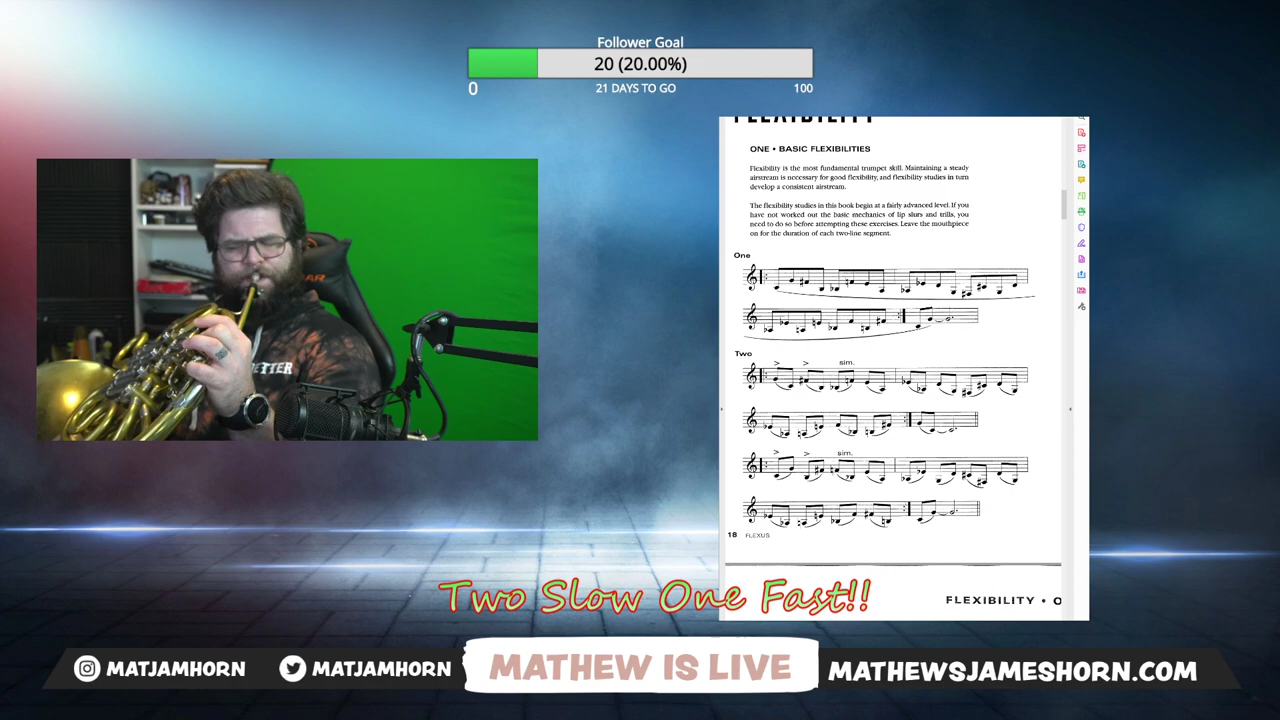 Follower Goal
20 (20.00%)
0
21 DAYS TO GO
100
FLEXIBILITY
ONE • BASIC FLEXIBILITIES
Flexibility is the most fundamental trumpet skill. Maintaining a steady
airstream is necessary for good flexibility, and flexibility studies in turn
develop a consistent airstream.
The flexibility studies in this book begin at a fairly advanced level. If you
have not worked out the basic mechanics of lip slurs and trills, you
need to do so before attempting these exercises. Leave the mouthpiece
on for the duration of each two-line segment.
One
Two
sim.
sim.
18 FLEXUS
FLEXIBILITY • O
Two Slow One Fast!!
MATJAMHORN
MATJAMHORN
MATHEW IS LIVE
MATHEWSJAMESHORN.COM